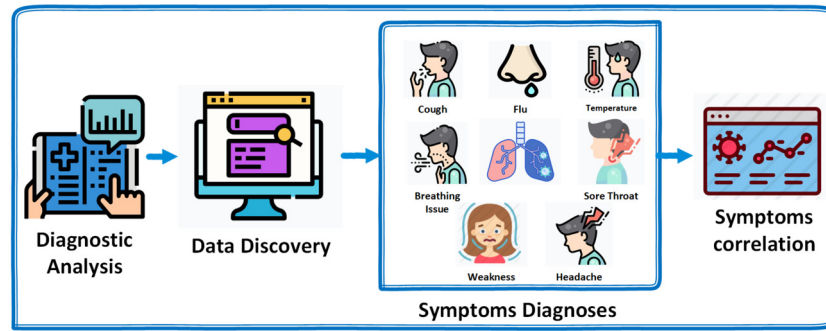 Cough
Flu
Temperature
Breathing
Issue
Sore Throat
Weakness
Headache
Diagnostic
Analysis
Data Discovery
Symptoms Diagnoses
Symptoms
correlation